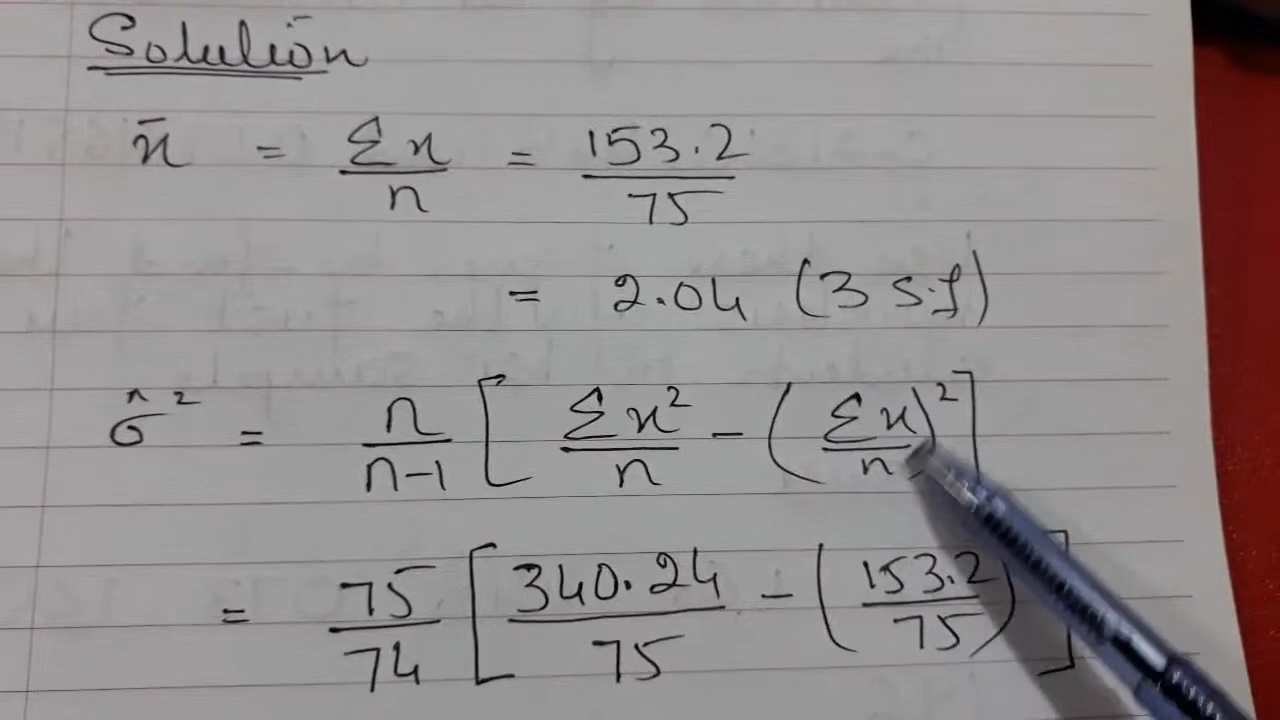 Solution
x̄ = Σx/n = 153.2/75
= 2.04 (3 s.f)
σ̂² = n/n-1 [Σx²/n - (Σx/n)²]
= 75/74 [340.24/75 - (153.2/75)]